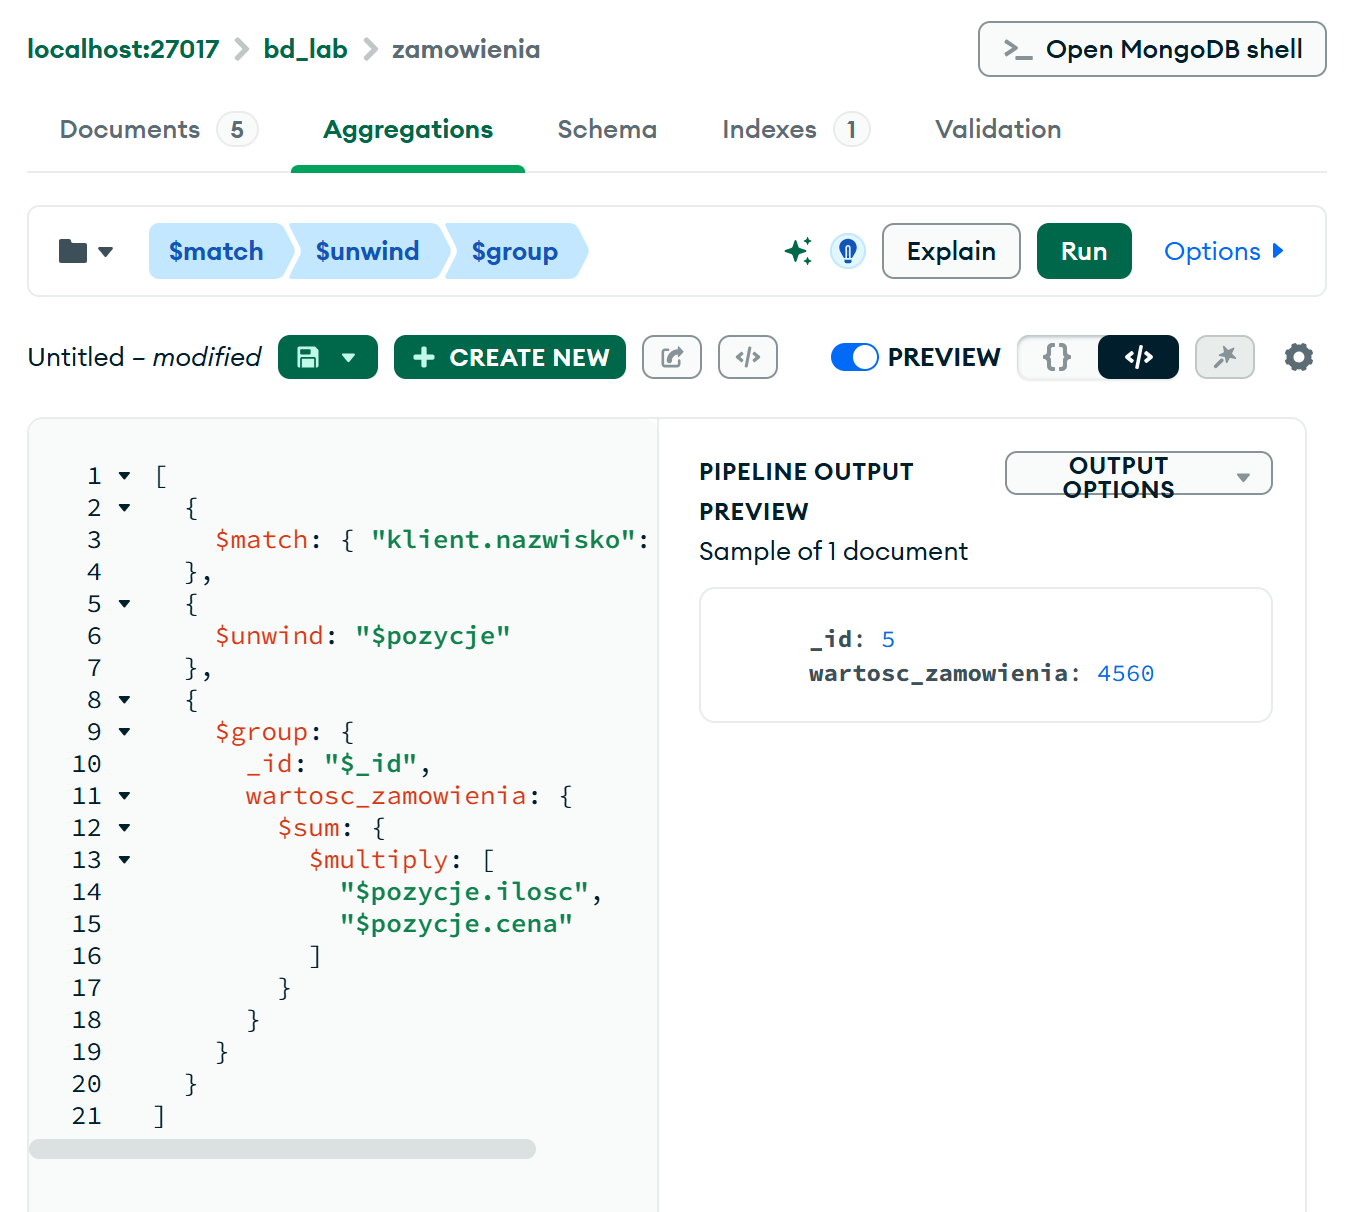 localhost:27017 > bd_lab > zamowienia
>_ Open MongoDB shell
Documents 5 Aggregations Schema Indexes 1 Validation
$match $unwind $group Explain Run Options
Untitled – modified + CREATE NEW </> PREVIEW {} </>
PIPELINE OUTPUT PREVIEW
OUTPUT OPTIONS
Sample of 1 document
_id: 5
wartosc_zamowienia: 4560
1 [
2 {
3 $match: { "klient.nazwisko":
4 },
5 {
6 $unwind: "$pozycje"
7 },
8 {
9 $group: {
10 _id: "$_id",
11 wartosc_zamowienia: {
12 $sum: {
13 $multiply: [
14 "$pozycje.ilosc",
15 "$pozycje.cena"
16 ]
17 }
18 }
19 }
20 }
21 ]